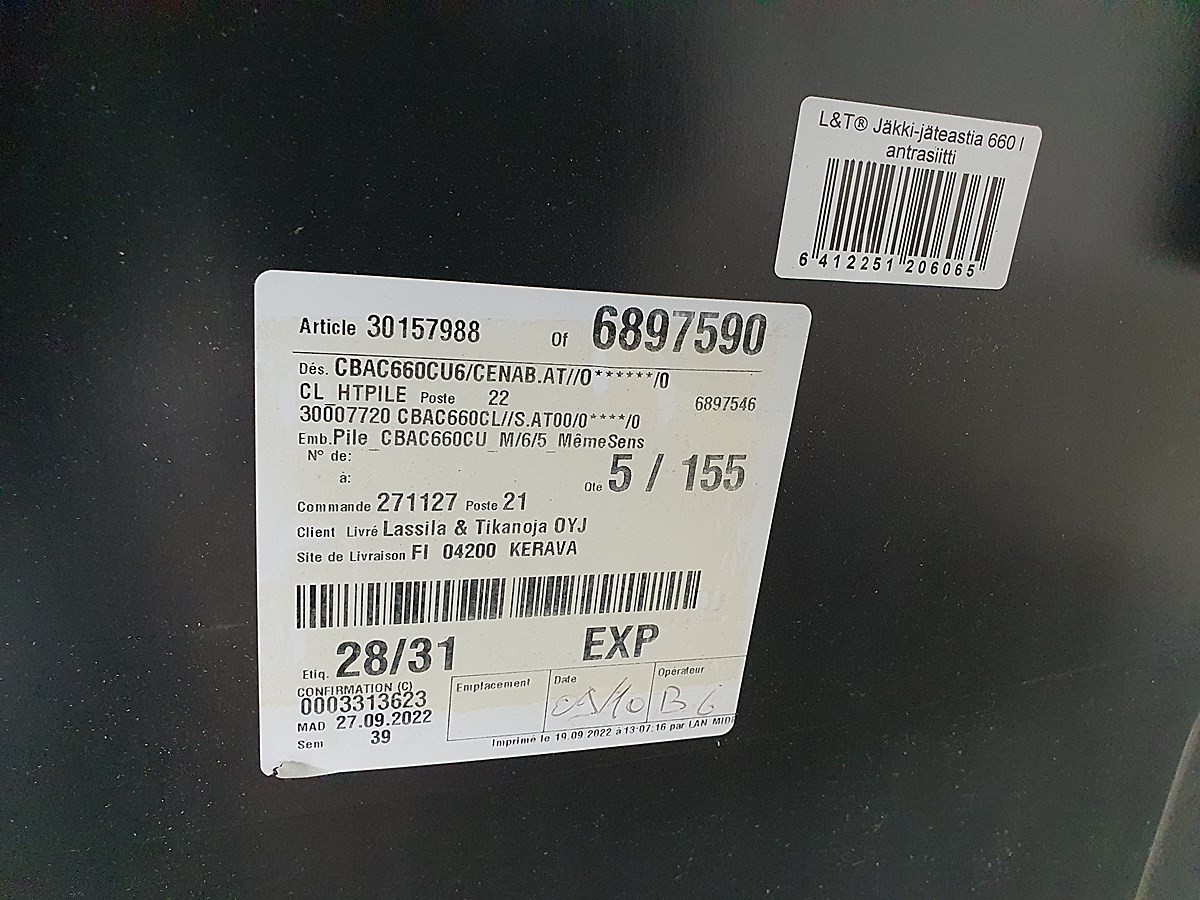 L&T® Jäkki-jäteastia 660 l
antrasiitti
6 412251 206065
Article 30157988 Of 6897590
Dés. CBAC660CU6/CENAB.AT//0******/0
CL_HTPILE Poste 22 6897546
30007720 CBAC660CL//S.AT00/0****/0
Emb.Pile_CBAC660CU_M/6/5_MêmeSens
N° de:
à: Qte 5 / 155
Commande 271127 Poste 21
Client Livré Lassila & Tikanoja OYJ
Site de Livraison FI 04200 KERAVA
Etiq. 28/31 EXP
CONFIRMATION (C)
0003313623
MAD 27.09.2022
Sem 39
Emplacement Date Opérateur
/10 B 6
Imprimé le 19.09.2022 à 13:07:16 par LAN